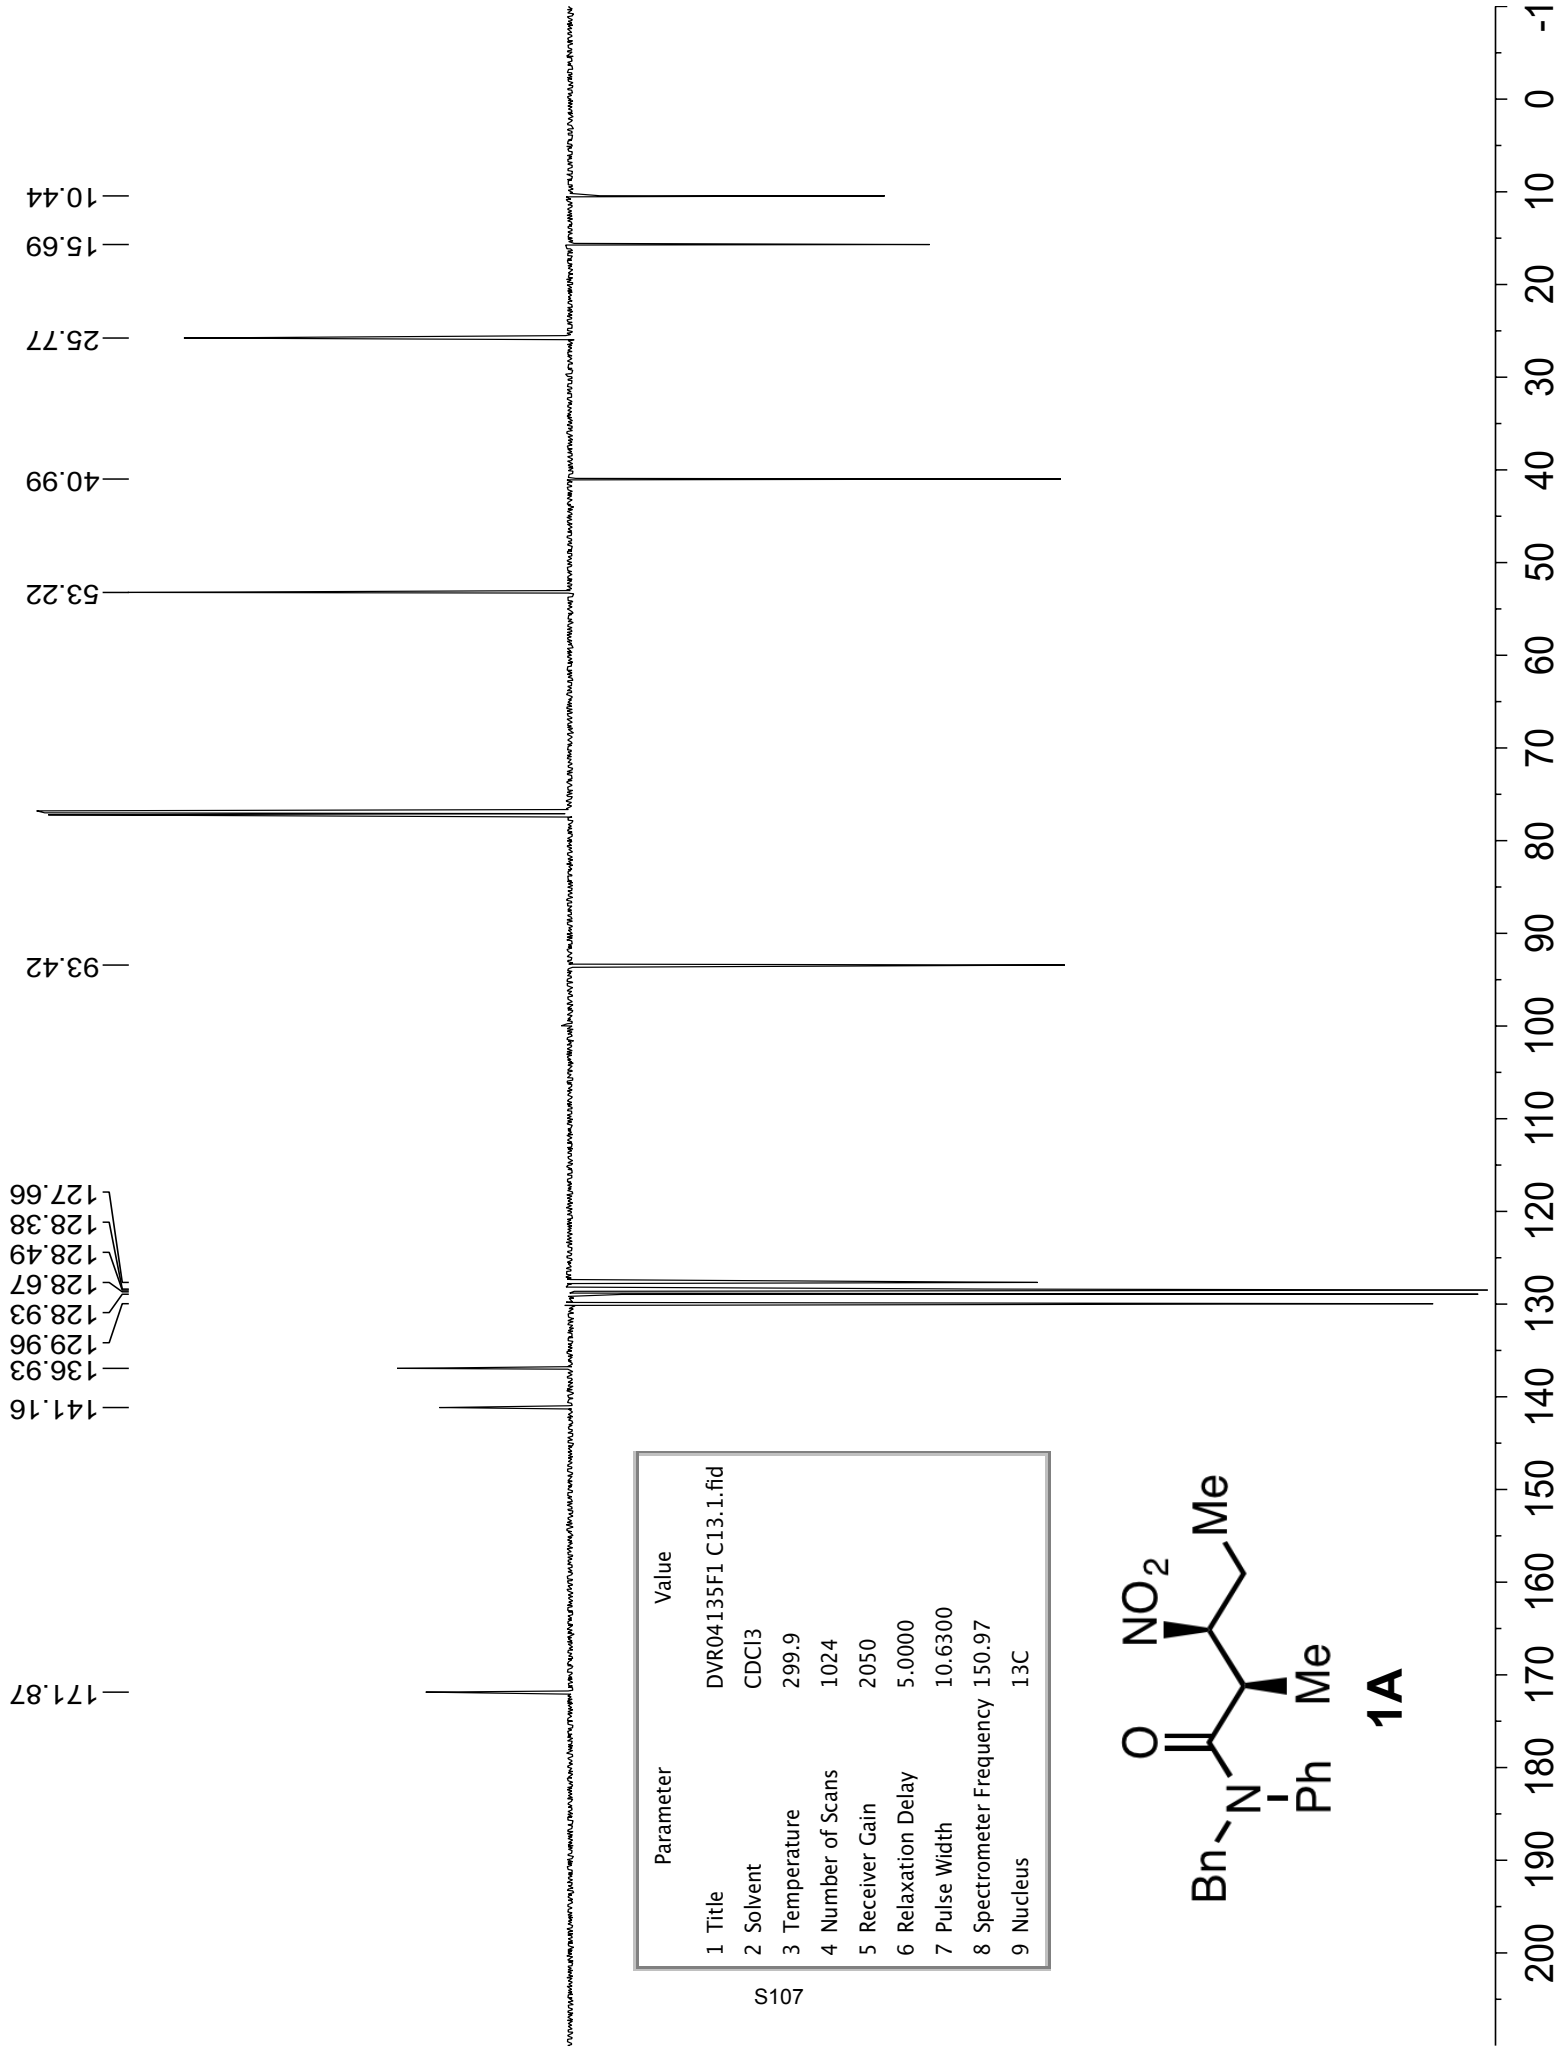 171.87
141.16
136.93
129.96
128.93
128.67
128.49
128.38
127.66
93.42
53.22
40.99
25.77
15.69
10.44
Parameter Value
1 Title DVR04135F1 C13.1.fid
2 Solvent CDCl3
3 Temperature 299.9
4 Number of Scans 1024
5 Receiver Gain 2050
6 Relaxation Delay 5.0000
7 Pulse Width 10.6300
8 Spectrometer Frequency 150.97
9 Nucleus 13C
O
NO2
Bn
N
Me
Ph
Me
1A
200 190 180 170 160 150 140 130 120 110 100 90 80 70 60 50 40 30 20 10 0 -1
S107